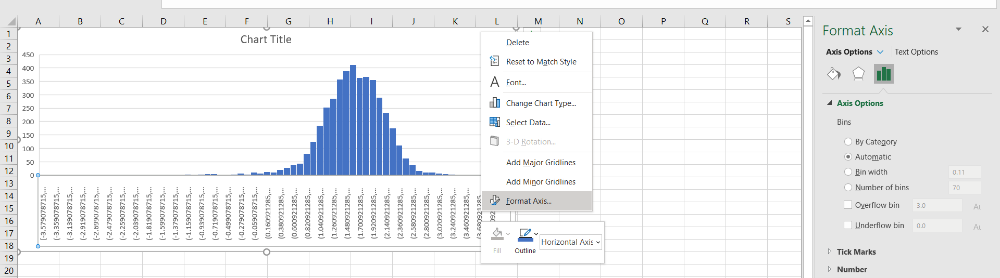 A B C D E F G H I J K L M N O P Q R S
1
2
3
4
5
6
7
8
9
10
11
12
13
14
15
16
17
18
19
20
Chart Title
450
400
350
300
250
200
150
100
50
0
[-3.579078715,...
(-3.359078715,...
(-3.139078715,...
(-2.919078715,...
(-2.699078715,...
(-2.479078715,...
(-2.259078715,...
(-2.039078715,...
(-1.819078715,...
(-1.599078715,...
(-1.379078715,...
(-1.159078715,...
(-0.939078715,...
(-0.719078715,...
(-0.499078715,...
(-0.279078715,...
(-0.059078715,...
(0.160921285,...
(0.380921285,...
(0.600921285,...
(0.820921285,...
(1.040921285,...
(1.260921285,...
(1.480921285,...
(1.700921285,...
(1.920921285,...
(2.140921285,...
(2.360921285,...
(2.580921285,...
(2.800921285,...
(3.020921285,...
(3.240921285,...
(3.460921285,...
Delete
Reset to Match Style
Font...
Change Chart Type...
Select Data...
3-D Rotation...
Add Major Gridlines
Add Minor Gridlines
Format Axis...
Fill
Outline
Horizontal Axis
Format Axis
Axis Options Text Options
Axis Options
Bins
By Category
Automatic
Bin width 0.11
Number of bins 70
Overflow bin 3.0 Au
Underflow bin 0.0 Au
Tick Marks
Number